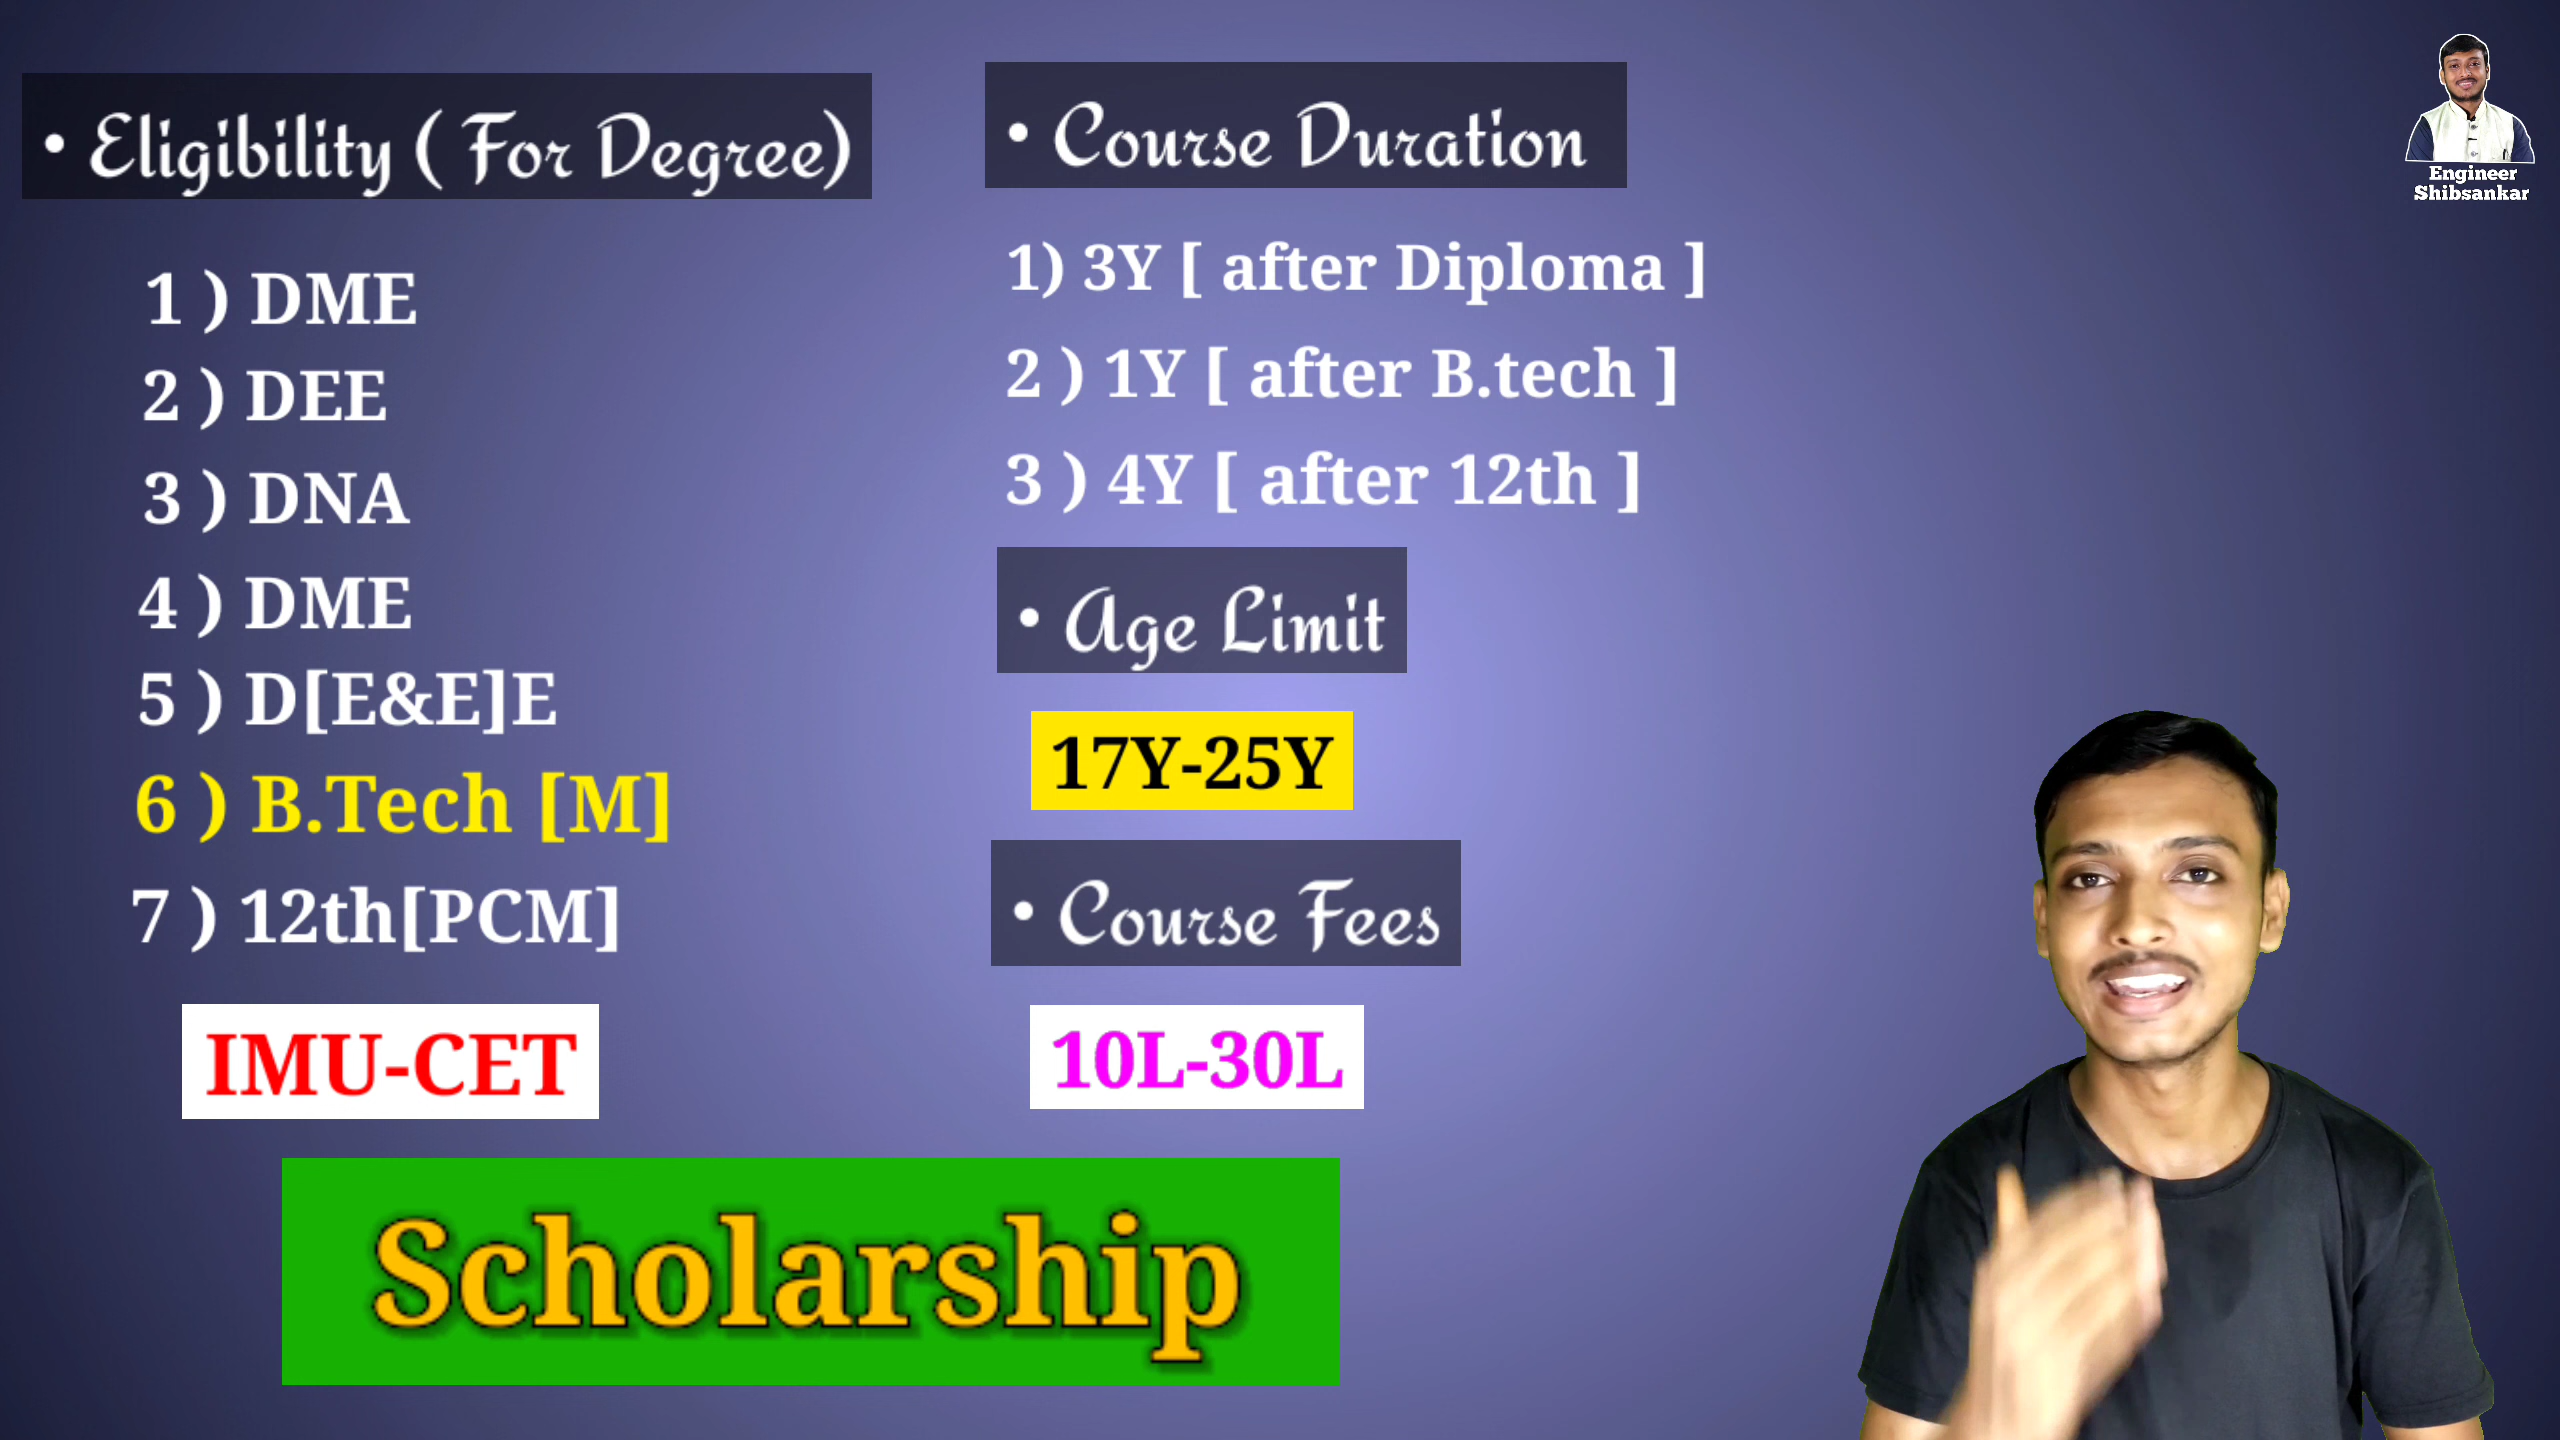 • Eligibility ( For Degree)
1 ) DME
2 ) DEE
3 ) DNA
4 ) DME
5 ) D[E&E]E
6 ) B.Tech [M]
7 ) 12th[PCM]
IMU-CET
• Course Duration
1) 3Y [ after Diploma ]
2 ) 1Y [ after B.tech ]
3 ) 4Y [ after 12th ]
• Age Limit
17Y-25Y
• Course Fees
10L-30L
Scholarship
Engineer
Shibsankar